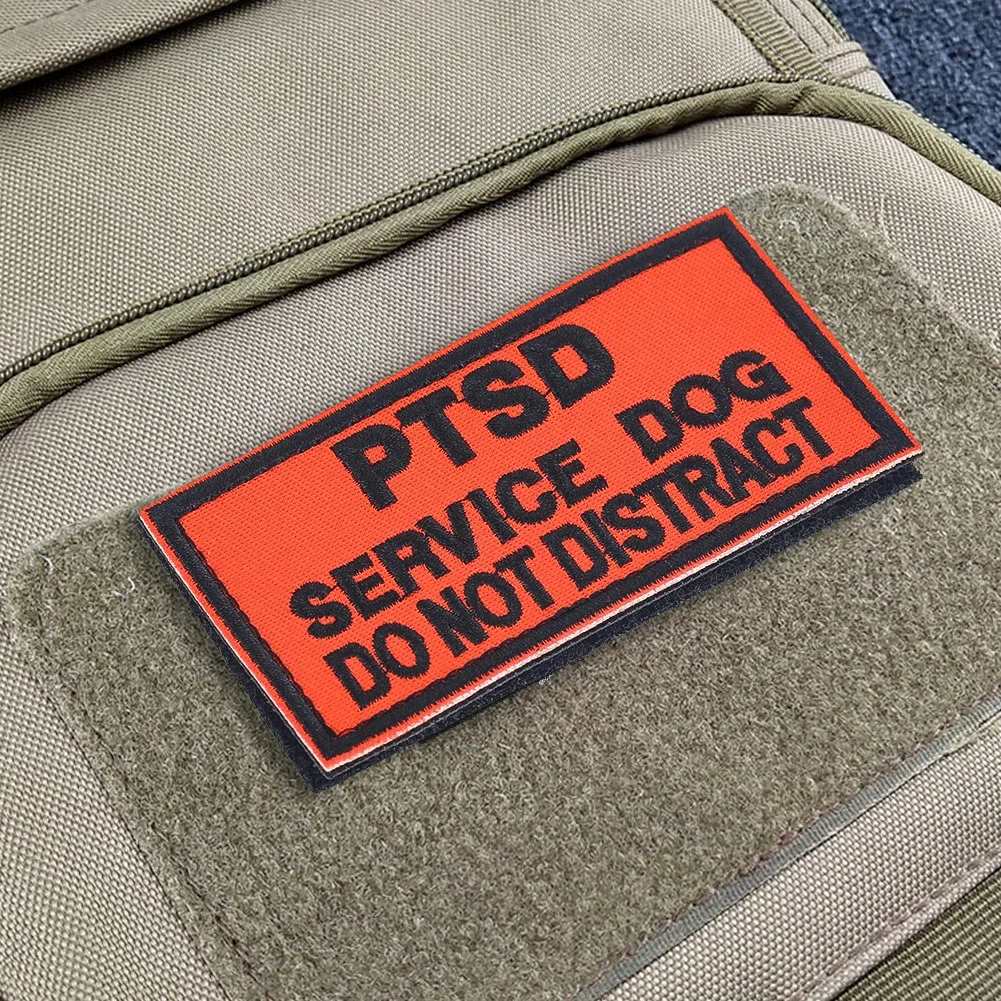 PTSD
SERVICE DOG
DO NOT DISTRACT